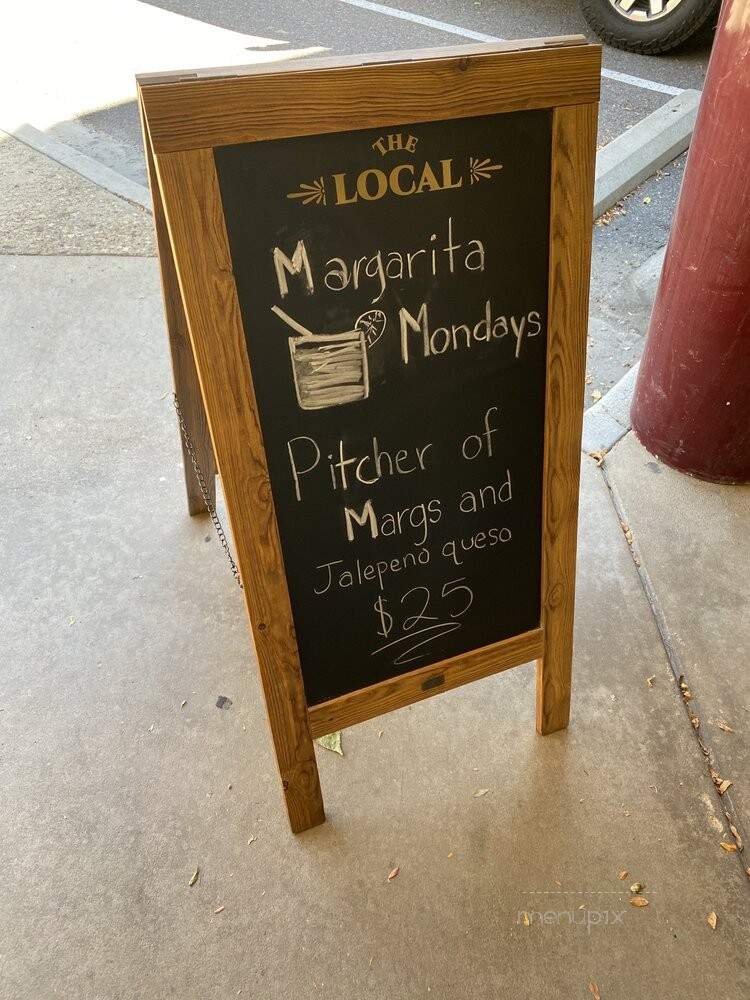 THE
LOCAL
Margarita
Mondays
Pitcher of
Margs and
Jalepeno queso
$25
menupix